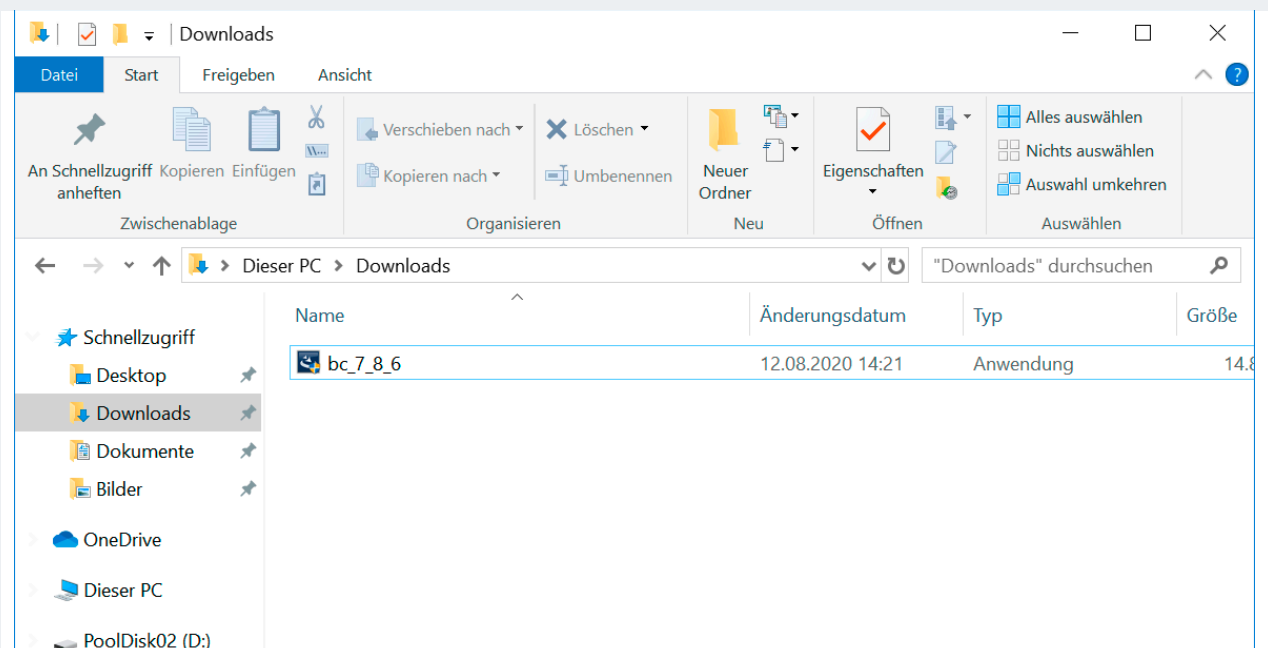 Downloads
Datei Start Freigeben Ansicht
?
An Schnellzugriff
anheften
Kopieren
Einfügen
W...
Zwischenablage
Verschieben nach
Kopieren nach
Löschen
Umbenennen
Organisieren
Neuer
Ordner
Neu
Eigenschaften
Öffnen
Alles auswählen
Nichts auswählen
Auswahl umkehren
Auswählen
Dieser PC > Downloads
"Downloads" durchsuchen
Schnellzugriff
Desktop
Downloads
Dokumente
Bilder
OneDrive
Dieser PC
PoolDisk02 (D:)
Name Änderungsdatum Typ Größe
bc_7_8_6 12.08.2020 14:21 Anwendung 14.8